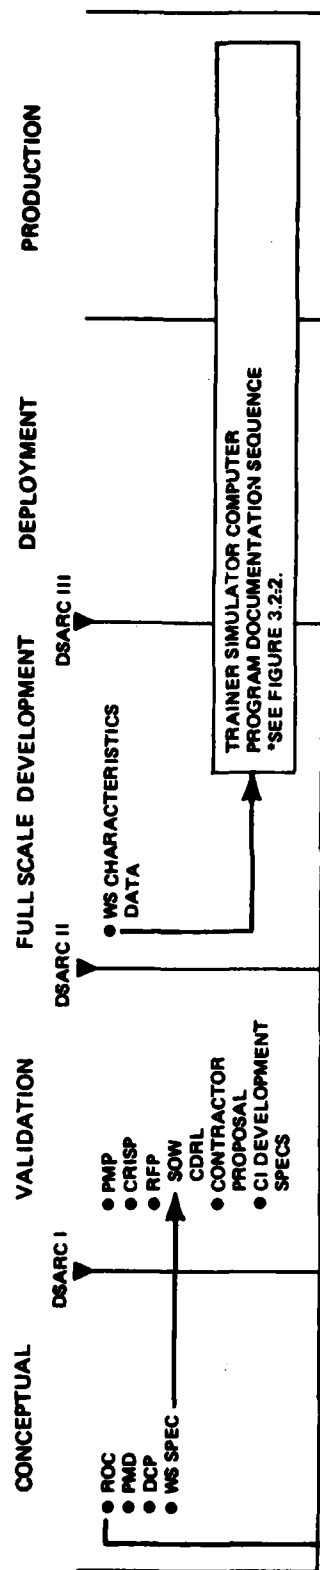 CONCEPTUAL
VALIDATION
FULL SCALE DEVELOPMENT
DEPLOYMENT
PRODUCTION
DSARC I
DSARC II
DSARC III
● ROC
● PMD
● DCP
● WS SPEC
● PMP
● CRISP
● RFP
SOW
CDRL
● CONTRACTOR
PROPOSAL
● CI DEVELOPMENT
SPECS
● WS CHARACTERISTICS
DATA
TRAINER SIMULATOR COMPUTER
PROGRAM DOCUMENTATION SEQUENCE
*SEE FIGURE 3.2-2.